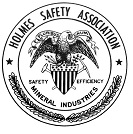 HOLMES SAFETY ASSOCIATION
SAFETY EFFICIENCY
MINERAL INDUSTRIES